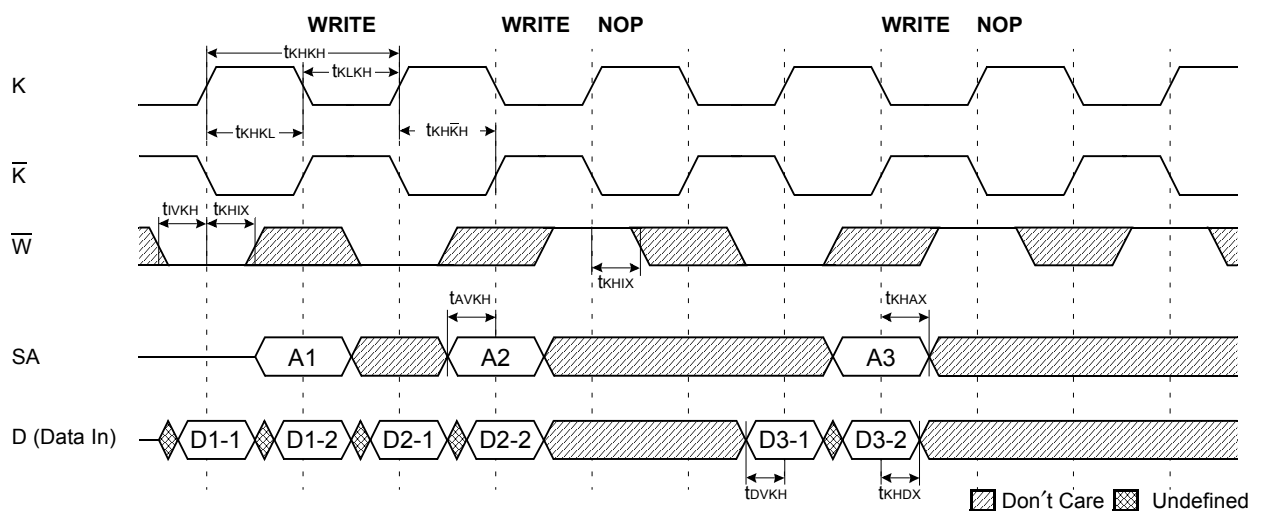 WRITE WRITE NOP WRITE NOP
tKHKH
tKLKH
K
tKHKL tKHK̅H
K̅
tIVKH tKHIX
W̅
tKHIX
tAVKH tKHAX
SA A1 A2 A3
D (Data In) D1-1 D1-2 D2-1 D2-2 D3-1 D3-2
tDVKH tKHDX
Don′t Care Undefined